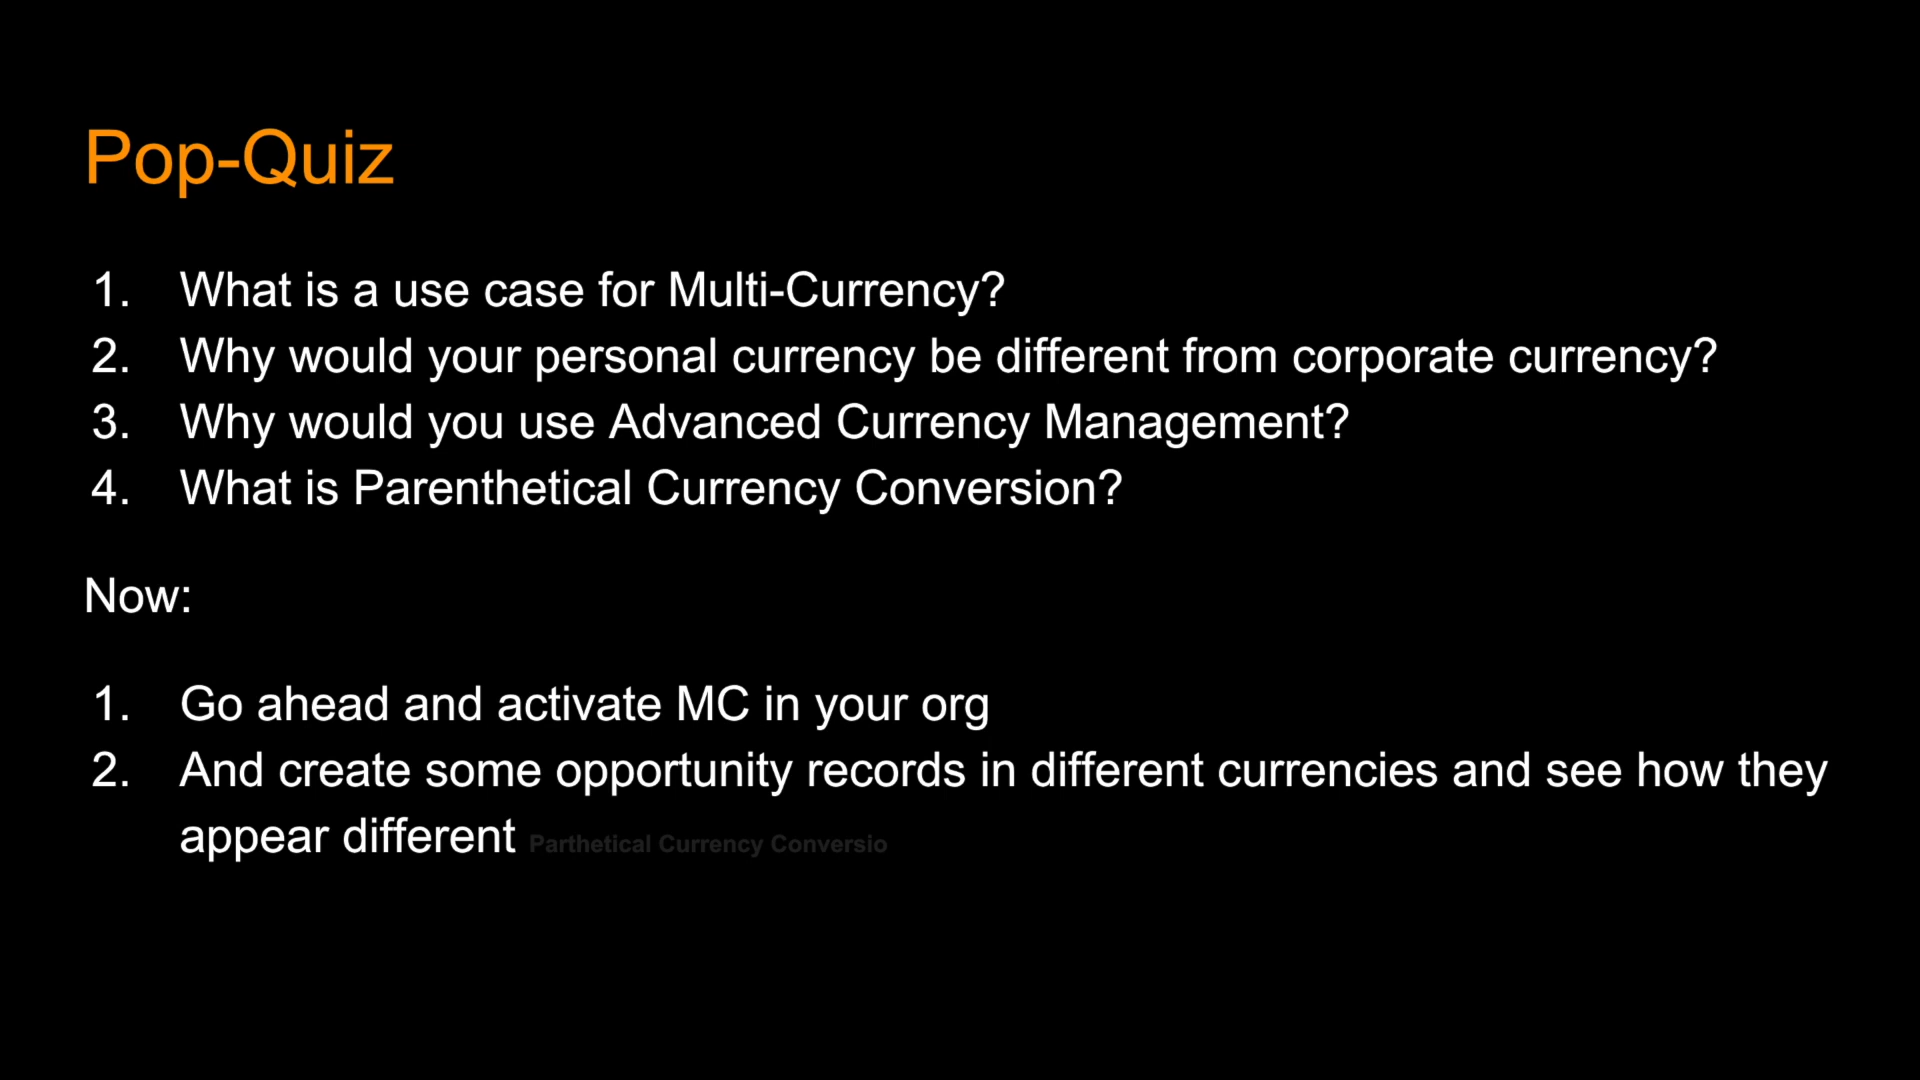 Pop-Quiz
1. What is a use case for Multi-Currency?
2. Why would your personal currency be different from corporate currency?
3. Why would you use Advanced Currency Management?
4. What is Parenthetical Currency Conversion?
Now:
1. Go ahead and activate MC in your org
2. And create some opportunity records in different currencies and see how they
appear different Parthetical Currency Conversio